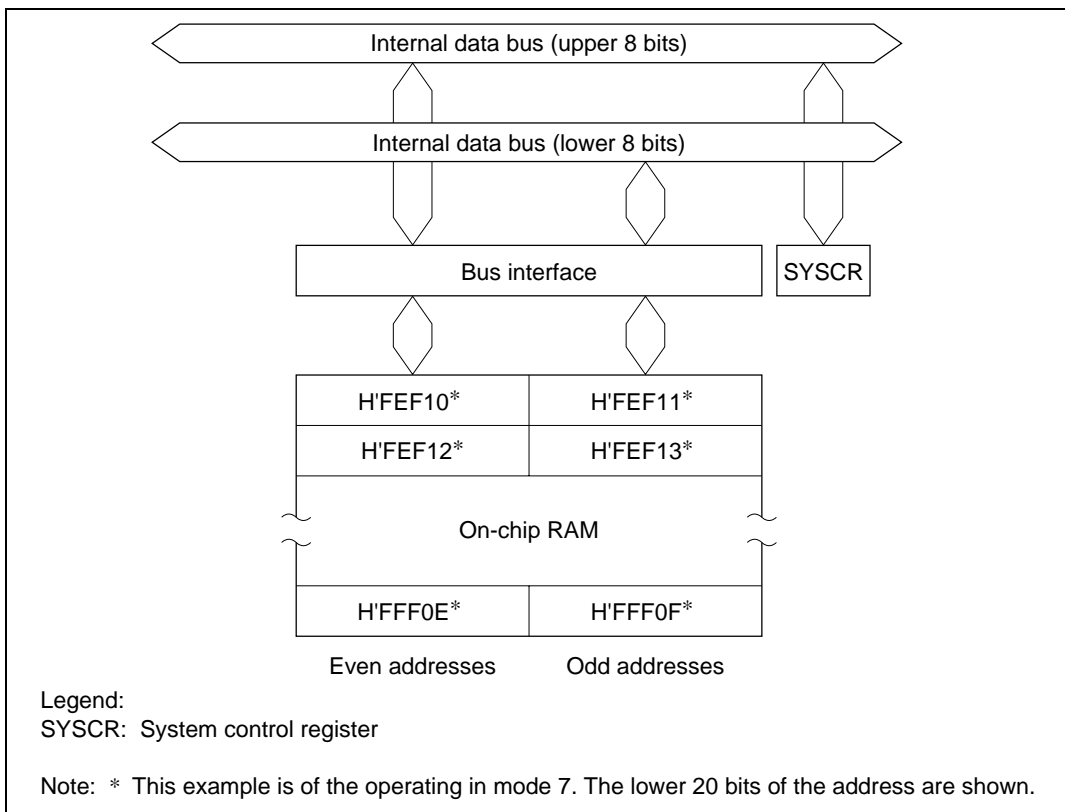 Internal data bus (upper 8 bits)
Internal data bus (lower 8 bits)
Bus interface
SYSCR
H'FEF10*
H'FEF11*
H'FEF12*
H'FEF13*
On-chip RAM
H'FFF0E*
H'FFF0F*
Even addresses
Odd addresses
Legend:
SYSCR: System control register
Note: * This example is of the operating in mode 7. The lower 20 bits of the address are shown.